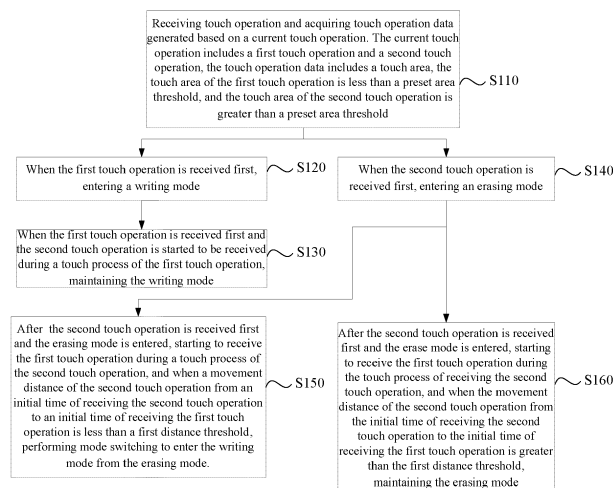 Receiving touch operation and acquiring touch operation data
generated based on a current touch operation. The current touch
operation includes a first touch operation and a second touch
operation, the touch operation data includes a touch area, the
touch area of the first touch operation is less than a preset area
threshold, and the touch area of the second touch operation is
greater than a preset area threshold
S110
When the first touch operation is received first,
entering a writing mode
S120
When the second touch operation is
received first, entering an erasing mode
S140
When the first touch operation is received first and
the second touch operation is started to be received
during a touch process of the first touch operation,
maintaining the writing mode
S130
After the second touch operation is received first
and the erasing mode is entered, starting to receive
the first touch operation during a touch process of
the second touch operation, and when a movement
distance of the second touch operation from an
initial time of receiving the second touch operation
to an initial time of receiving the first touch
operation is less than a first distance threshold,
performing mode switching to enter the writing
mode from the erasing mode.
S150
After the second touch operation is received
first and the erase mode is entered, starting
to receive the first touch operation during
the touch process of receiving the second
touch operation, and when the movement
distance of the second touch operation from
the initial time of receiving the second
touch operation to the initial time of
receiving the first touch operation is greater
than the first distance threshold,
maintaining the erasing mode
S160